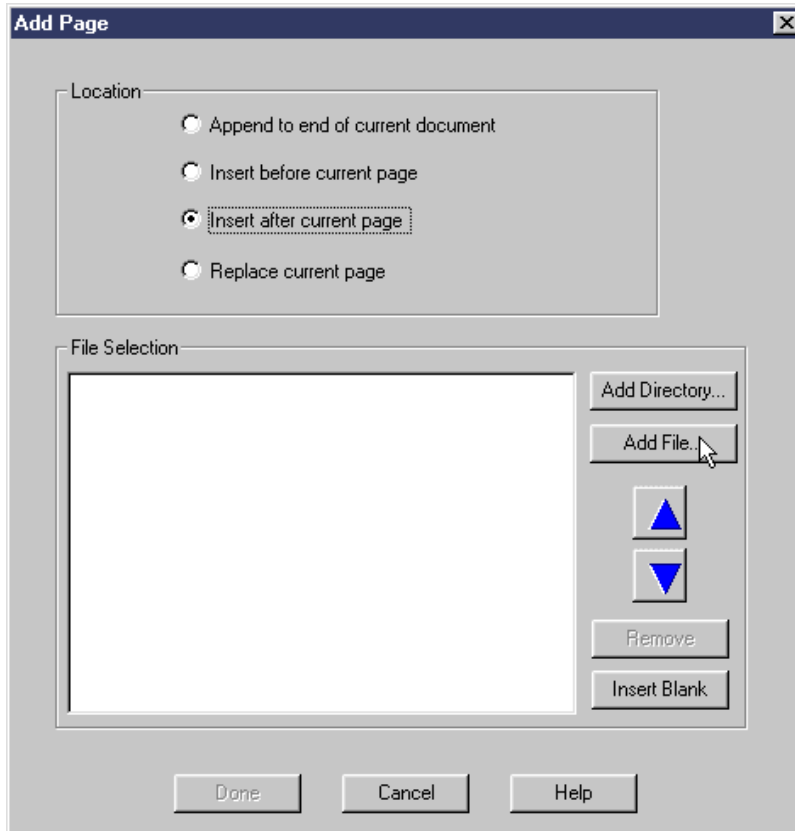 Add Page
Location
Append to end of current document
Insert before current page
Insert after current page
Replace current page
File Selection
Add Directory...
Add File...
Remove
Insert Blank
Done
Cancel
Help